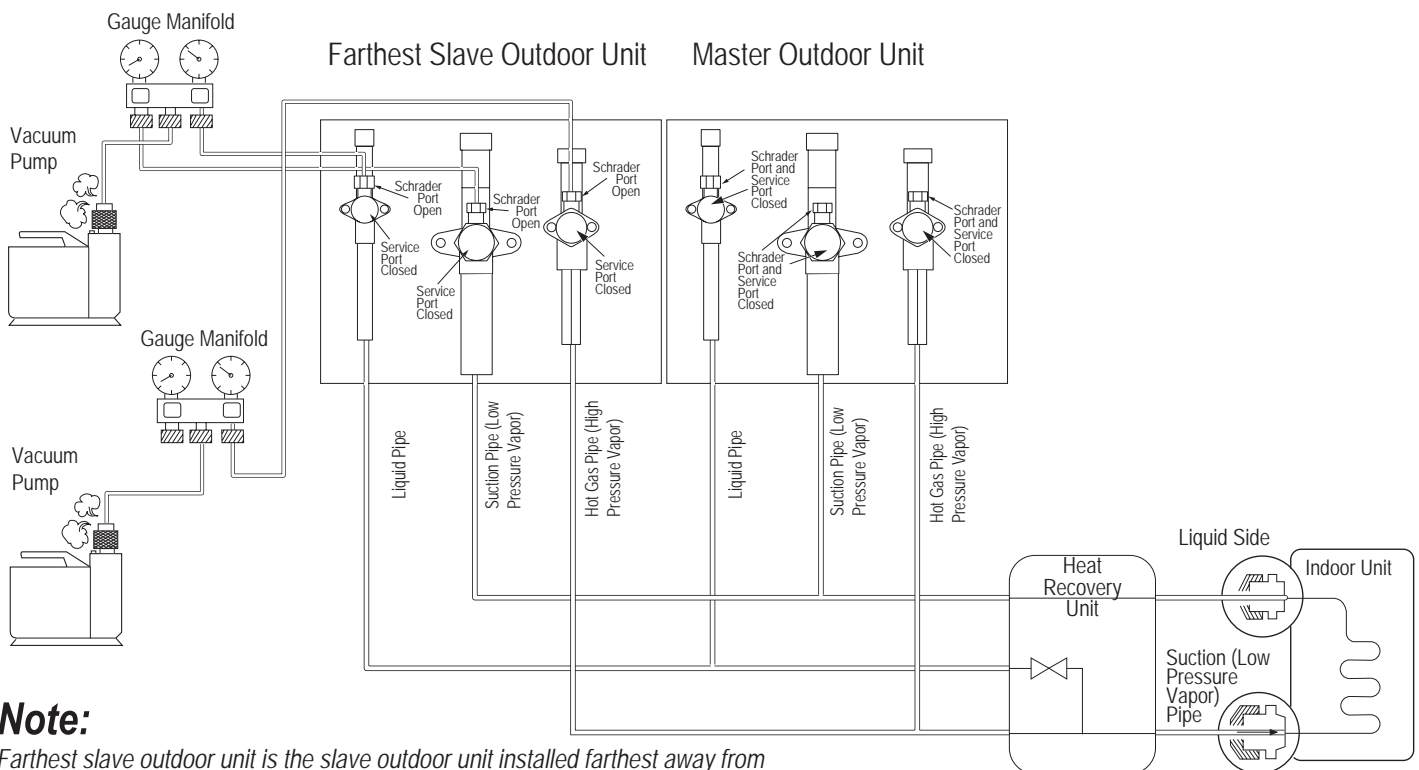 Gauge Manifold
Farthest Slave Outdoor Unit
Master Outdoor Unit
Vacuum
Pump
Schrader
Port
Open
Service
Port
Closed
Schrader
Port
Open
Service
Port
Closed
Schrader
Port
Open
Service
Port
Closed
Schrader
Port and
Service
Port
Closed
Schrader
Port and
Service
Port
Closed
Schrader
Port and
Service
Port
Closed
Gauge Manifold
Vacuum
Pump
Liquid Pipe
Suction Pipe (Low
Pressure Vapor)
Hot Gas Pipe (High
Pressure Vapor)
Liquid Pipe
Suction Pipe (Low
Pressure Vapor)
Hot Gas Pipe (High
Pressure Vapor)
Heat
Recovery
Unit
Liquid Side
Indoor Unit
Suction (Low
Pressure
Vapor)
Pipe
Note:
Farthest slave outdoor unit is the slave outdoor unit installed farthest away from